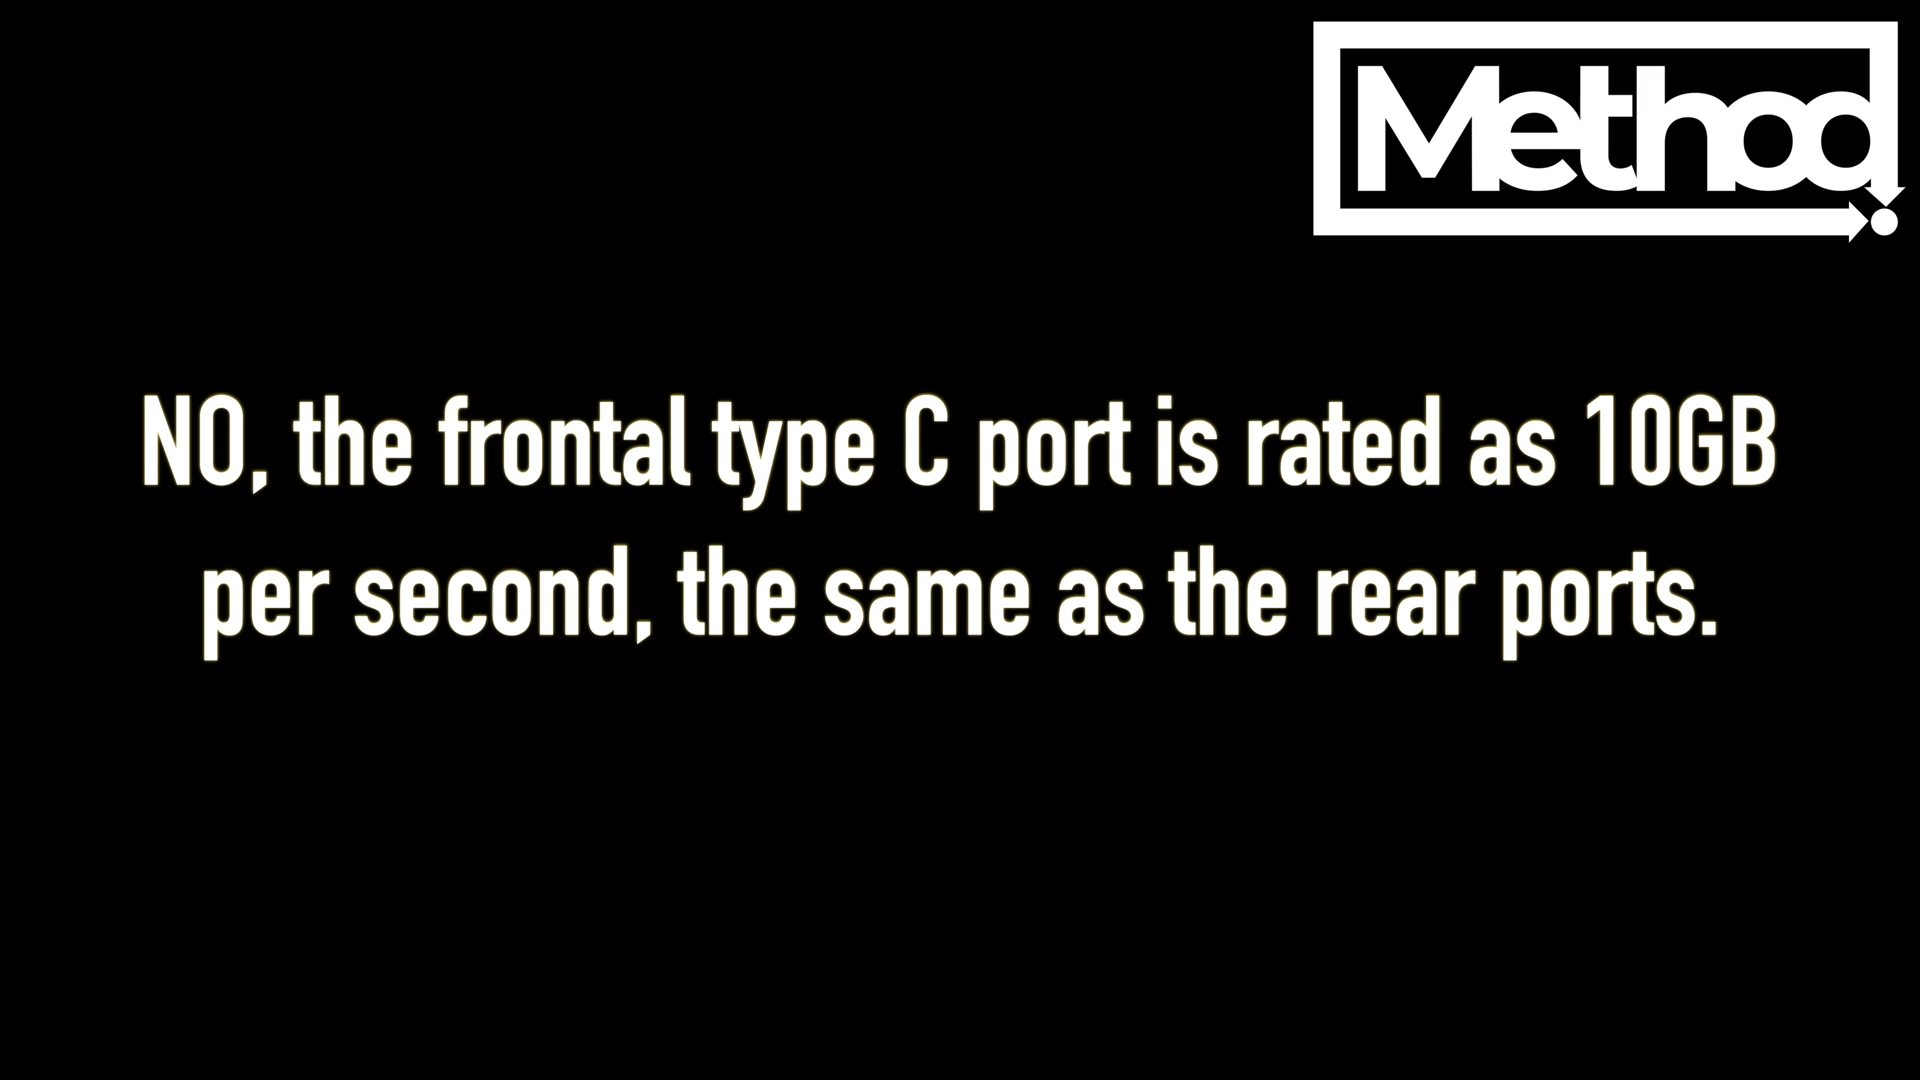 Method
NO, the frontal type C port is rated as 10GB
per second, the same as the rear ports.